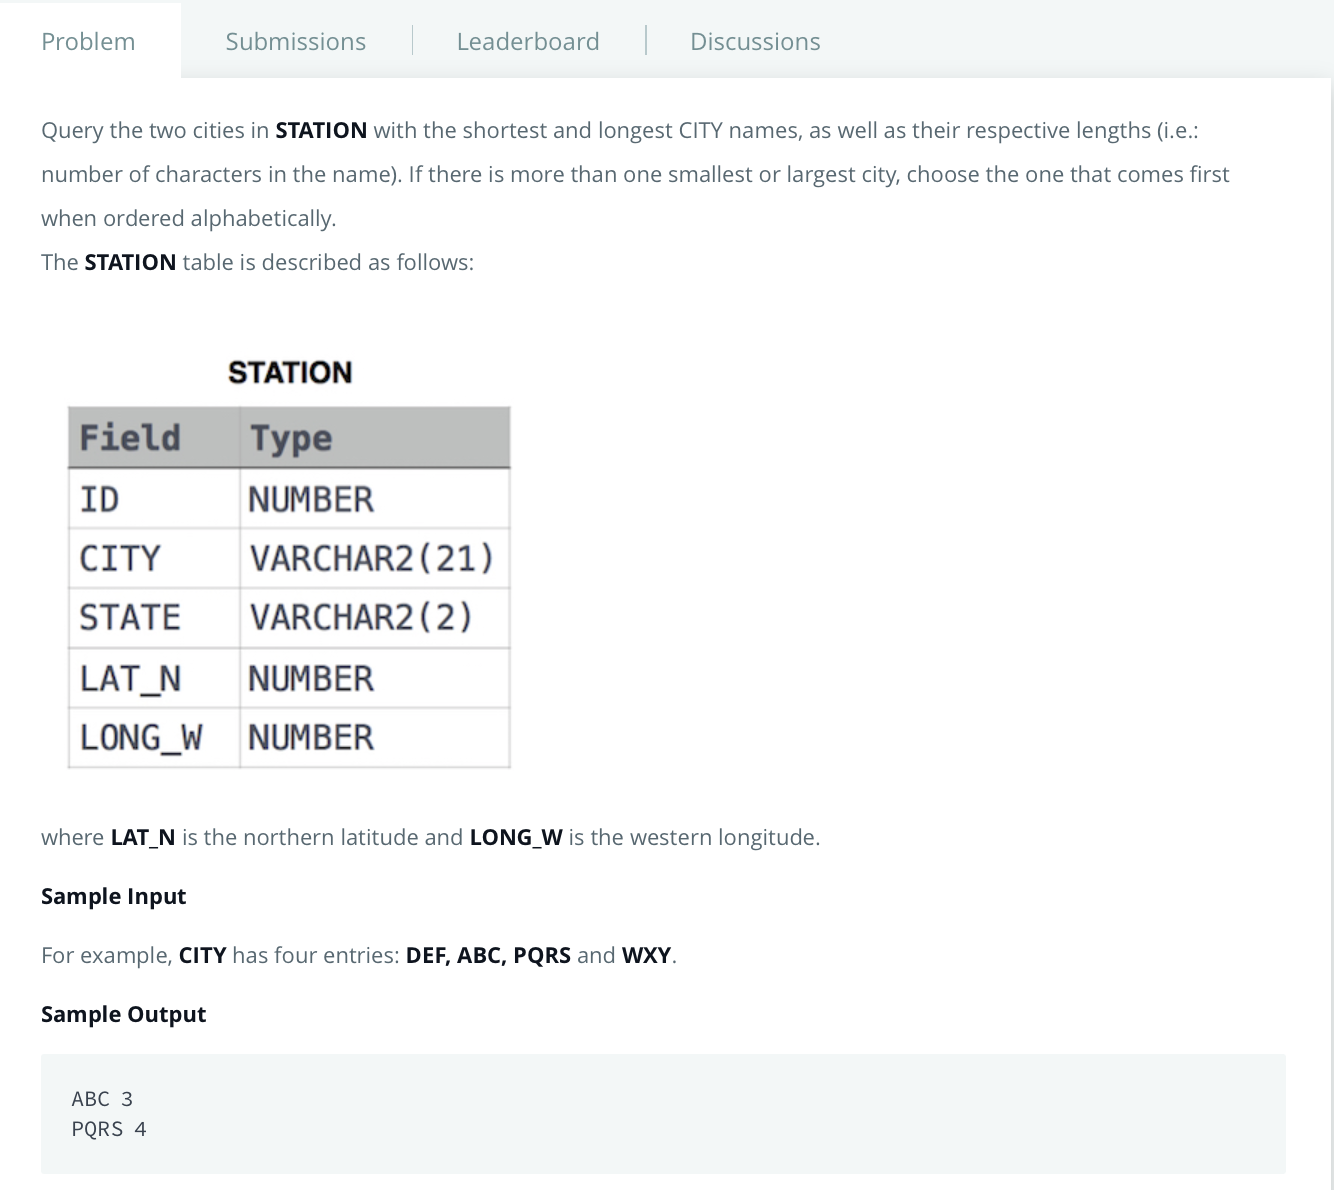 Problem
Submissions
Leaderboard
Discussions
Query the two cities in STATION with the shortest and longest CITY names, as well as their respective lengths (i.e.:
number of characters in the name). If there is more than one smallest or largest city, choose the one that comes first
when ordered alphabetically.
The STATION table is described as follows:
STATION
Field Type
ID NUMBER
CITY VARCHAR2(21)
STATE VARCHAR2(2)
LAT_N NUMBER
LONG_W NUMBER
where LAT_N is the northern latitude and LONG_W is the western longitude.
Sample Input
For example, CITY has four entries: DEF, ABC, PQRS and WXY.
Sample Output
ABC 3
PQRS 4